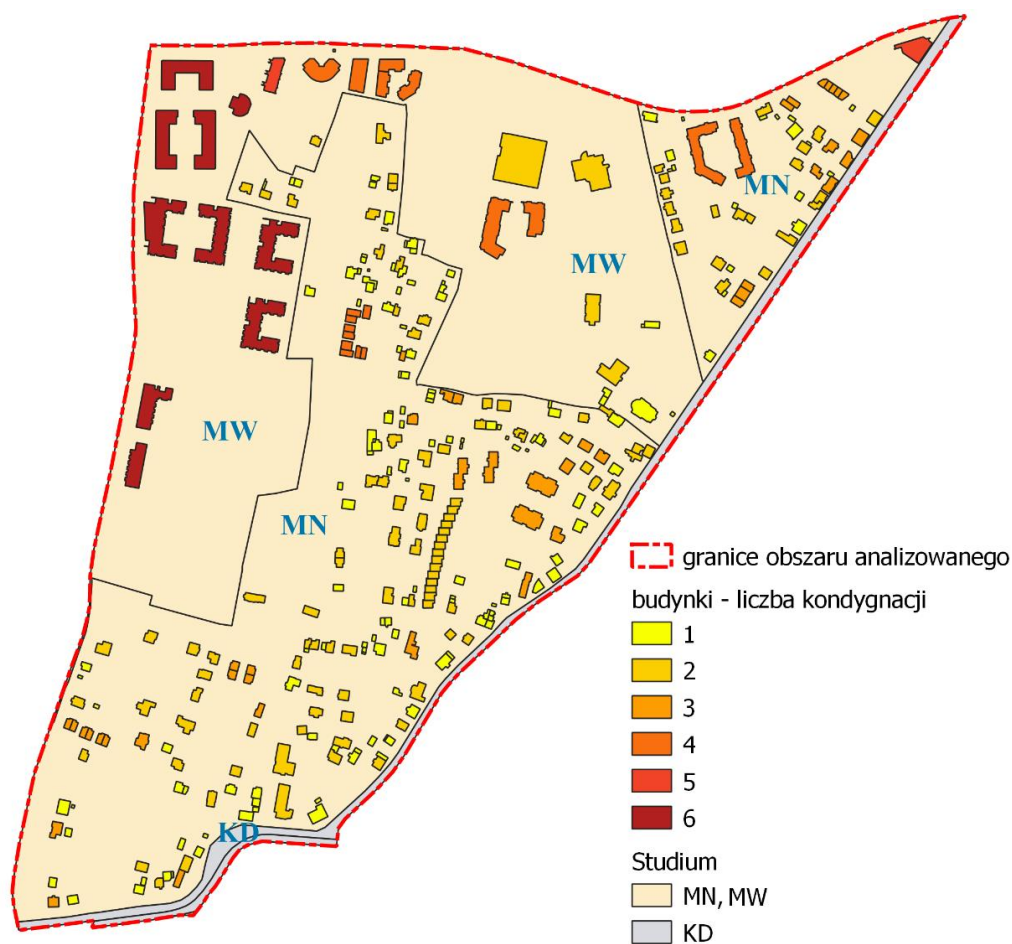 MN
MW
MW
MN
KD
granice obszaru analizowanego
budynki - liczba kondygnacji
1
2
3
4
5
6
Studium
MN, MW
KD